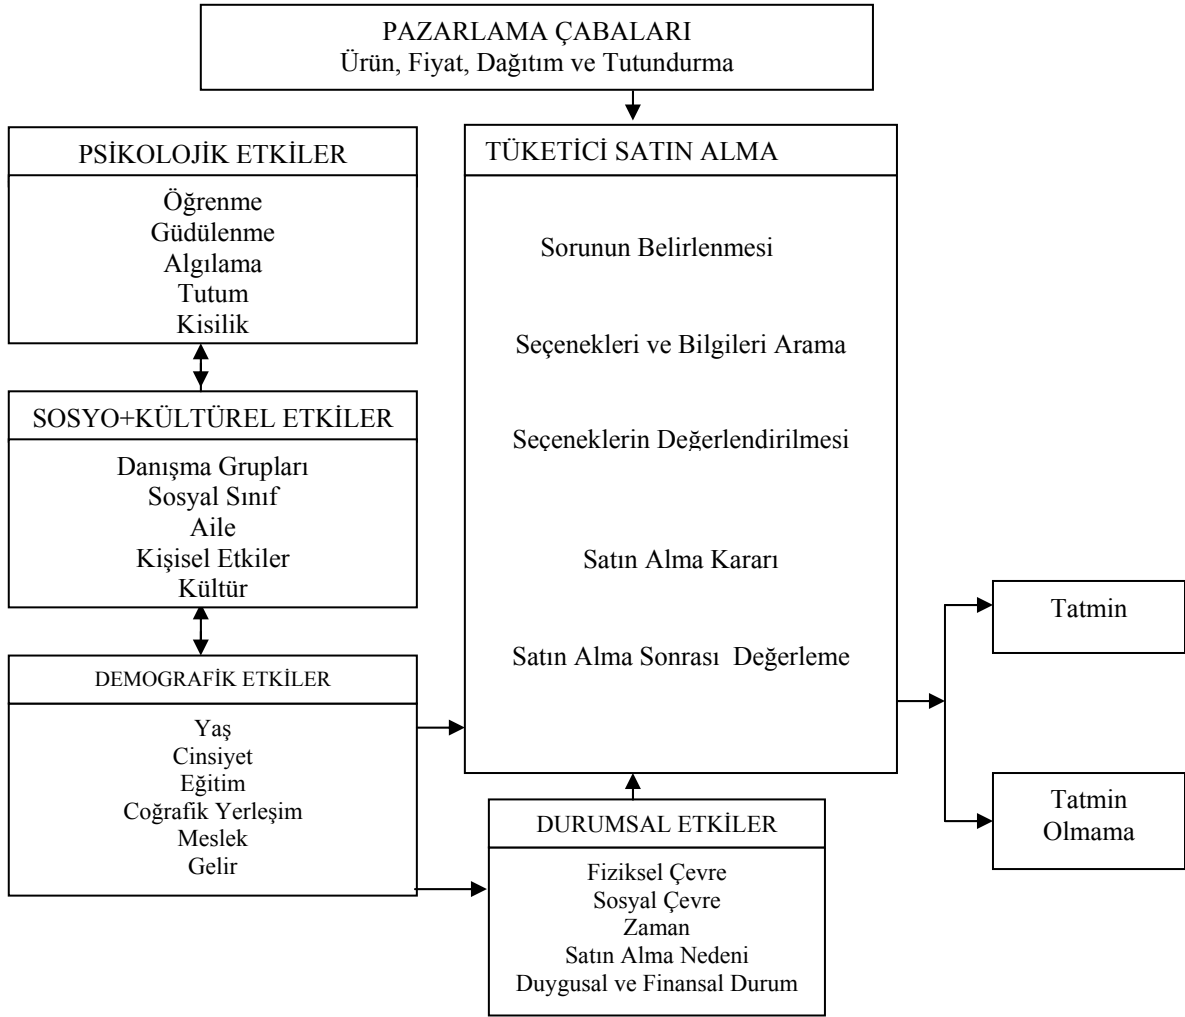 PAZARLAMA ÇABALARI
Ürün, Fiyat, Dağıtım ve Tutundurma
PSİKOLOJİK ETKİLER
Öğrenme
Güdülenme
Algılama
Tutum
Kisilik
SOSYO+KÜLTÜREL ETKİLER
Danışma Grupları
Sosyal Sınıf
Aile
Kişisel Etkiler
Kültür
DEMOGRAFİK ETKİLER
Yaş
Cinsiyet
Eğitim
Coğrafik Yerleşim
Meslek
Gelir
TÜKETİCİ SATIN ALMA
Sorunun Belirlenmesi
Seçenekleri ve Bilgileri Arama
Seçeneklerin Değerlendirilmesi
Satın Alma Kararı
Satın Alma Sonrası  Değerleme
DURUMSAL ETKİLER
Fiziksel Çevre
Sosyal Çevre
Zaman
Satın Alma Nedeni
Duygusal ve Finansal Durum
Tatmin
Tatmin
Olmama